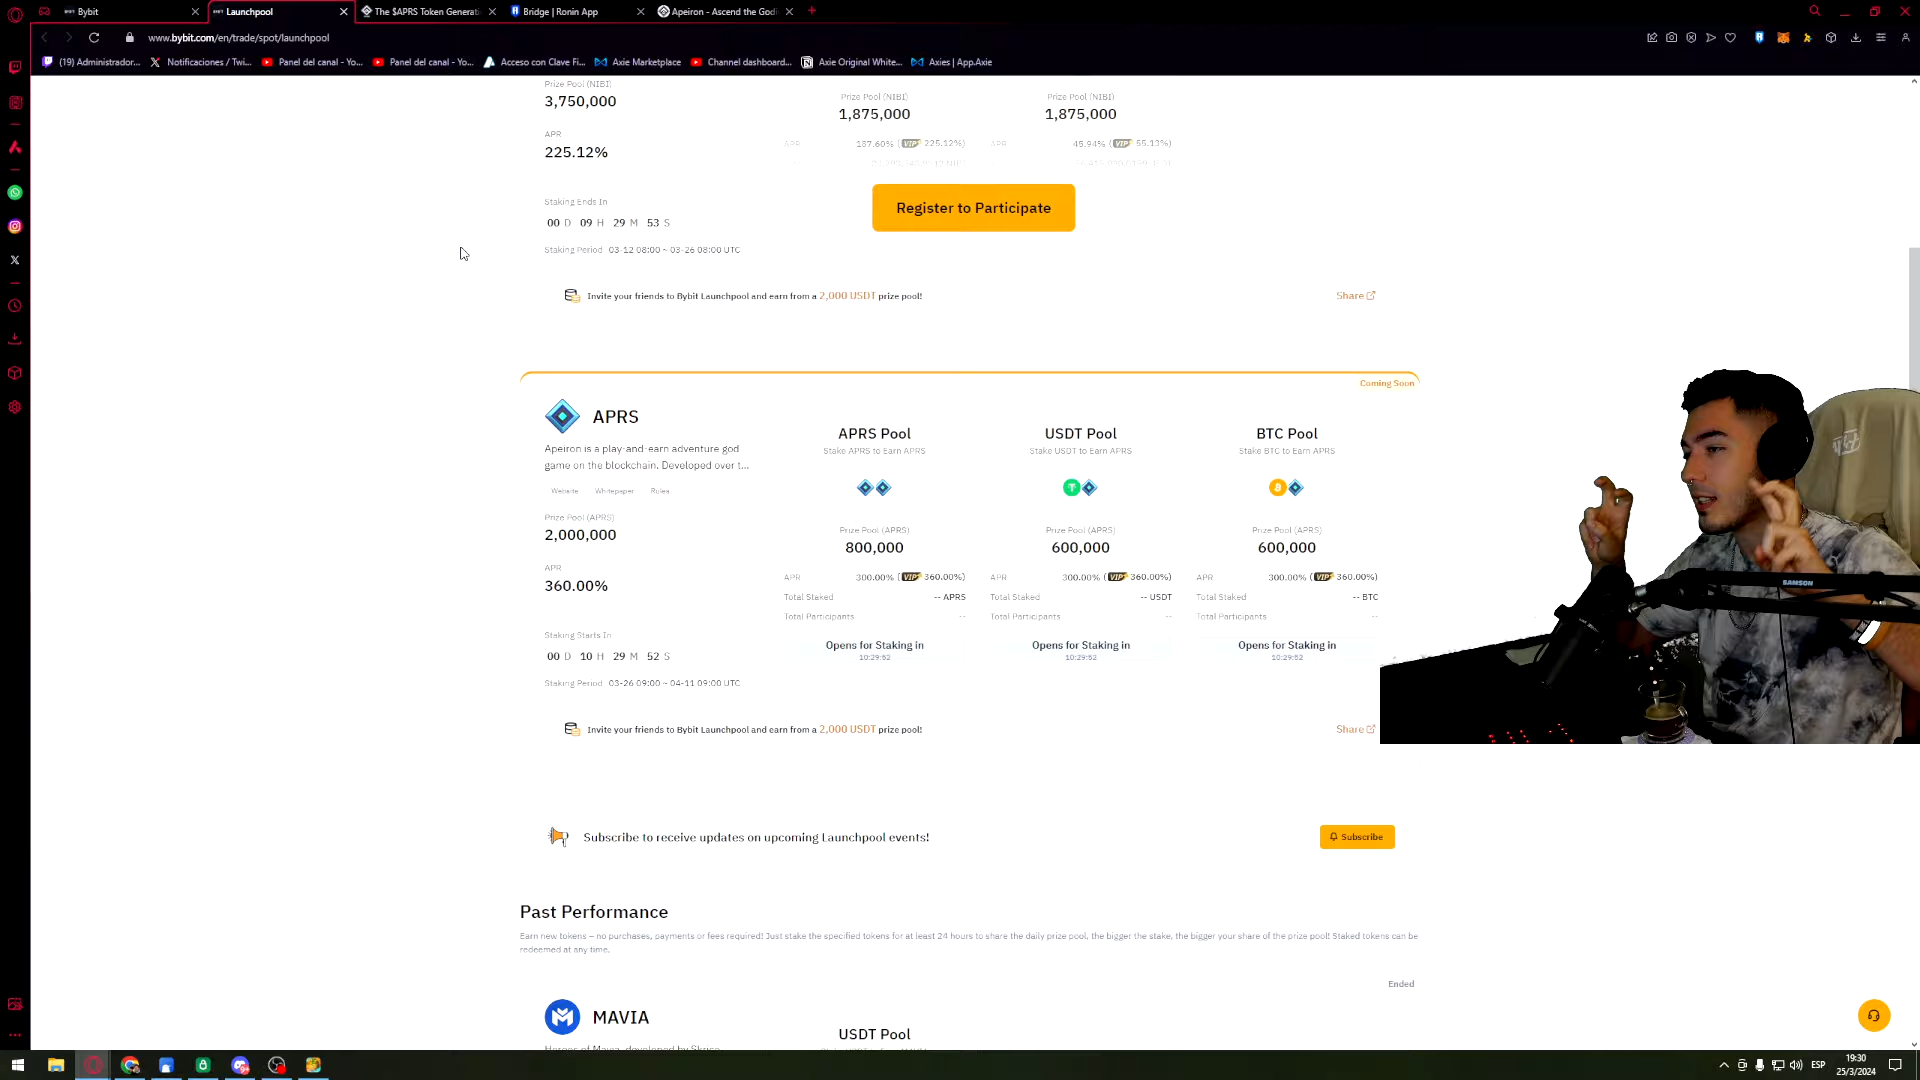 Bybit
Launchpool
The $APRS Token Generati
Bridge | Ronin App
Apeiron - Ascend the Godi
www.bybit.com/en/trade/spot/launchpool
(19) Administrador...
Notificaciones / Twi...
Panel del canal - Yo...
Panel del canal - Yo...
Acceso con Clave Fi...
Axie Marketplace
Channel dashboard...
Axie Original White...
Axies | App.Axie
Prize Pool (NIBI)
3,750,000
Prize Pool (NIBI)
1,875,000
Prize Pool (NIBI)
1,875,000
APR
225.12%
APR 187.60% (VIP 225.12%)
APR 45.94% (VIP 55.13%)
Register to Participate
Staking Ends In
00 D 09 H 29 M 53 S
Staking Period 03-12 08:00 ~ 03-26 08:00 UTC
Invite your friends to Bybit Launchpool and earn from a 2,000 USDT prize pool!
Share
Coming Soon
APRS
Apeiron is a play-and-earn adventure god
game on the blockchain. Developed over t...
Website Whitepaper Rules
Prize Pool (APRS)
2,000,000
APR
360.00%
Staking Starts In
00 D 10 H 29 M 52 S
Staking Period 03-26 09:00 ~ 04-11 09:00 UTC
APRS Pool
Stake APRS to Earn APRS
Prize Pool (APRS)
800,000
APR 300.00% (VIP 360.00%)
Total Staked -- APRS
Total Participants --
Opens for Staking in
10:29:52
USDT Pool
Stake USDT to Earn APRS
Prize Pool (APRS)
600,000
APR 300.00% (VIP 360.00%)
Total Staked -- USDT
Total Participants --
Opens for Staking in
10:29:52
BTC Pool
Stake BTC to Earn APRS
Prize Pool (APRS)
600,000
APR 300.00% (VIP 360.00%)
Total Staked -- BTC
Total Participants --
Opens for Staking in
10:29:52
Invite your friends to Bybit Launchpool and earn from a 2,000 USDT prize pool!
Share
SAMSON
Subscribe to receive updates on upcoming Launchpool events!
Subscribe
Past Performance
Earn new tokens – no purchases, payments or fees required! Just stake the specified tokens for at least 24 hours to share the daily prize pool, the bigger the stake, the bigger your share of the prize pool! Staked tokens can be
redeemed at any time.
Ended
MAVIA
USDT Pool
ESP
19:30
25/3/2024